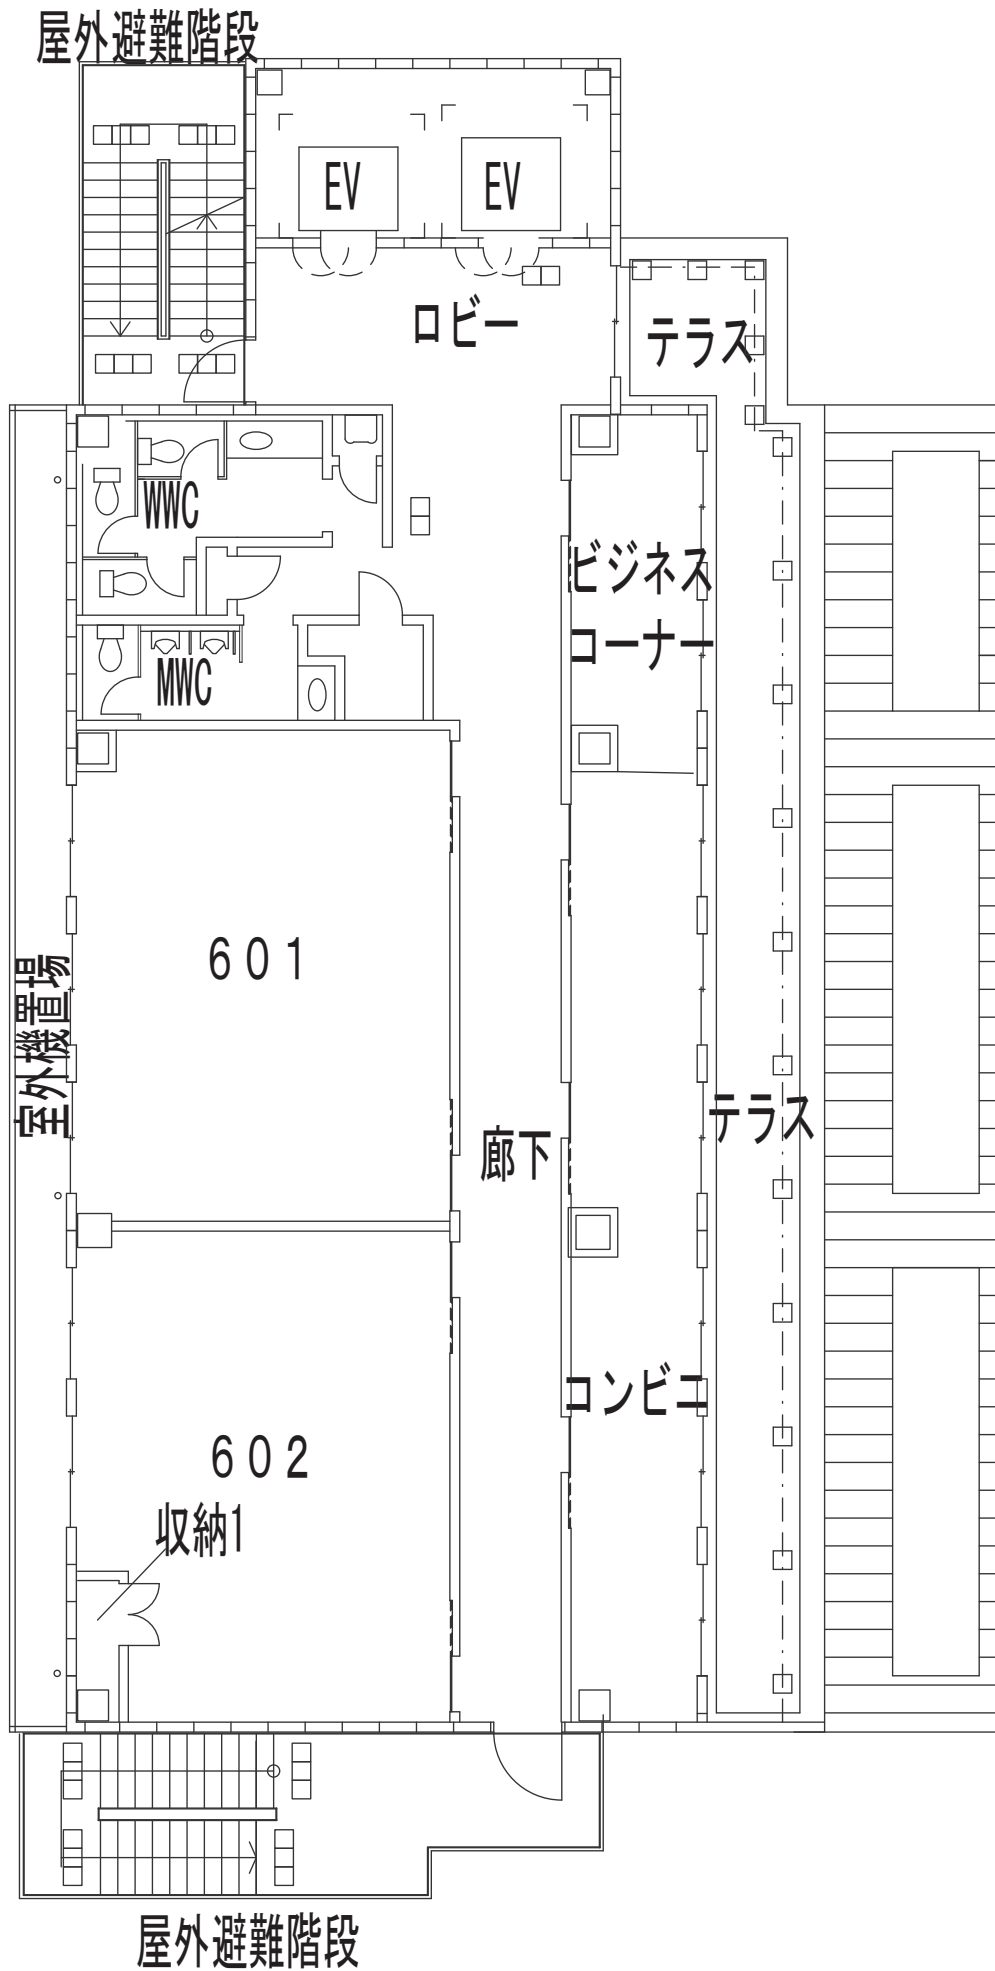 屋外避難階段
EV
EV
ロビー
テラス
WWC
ビジネス
コーナー
MWC
601
室外機置場
廊下
テラス
コンビニ
602
収納1
屋外避難階段